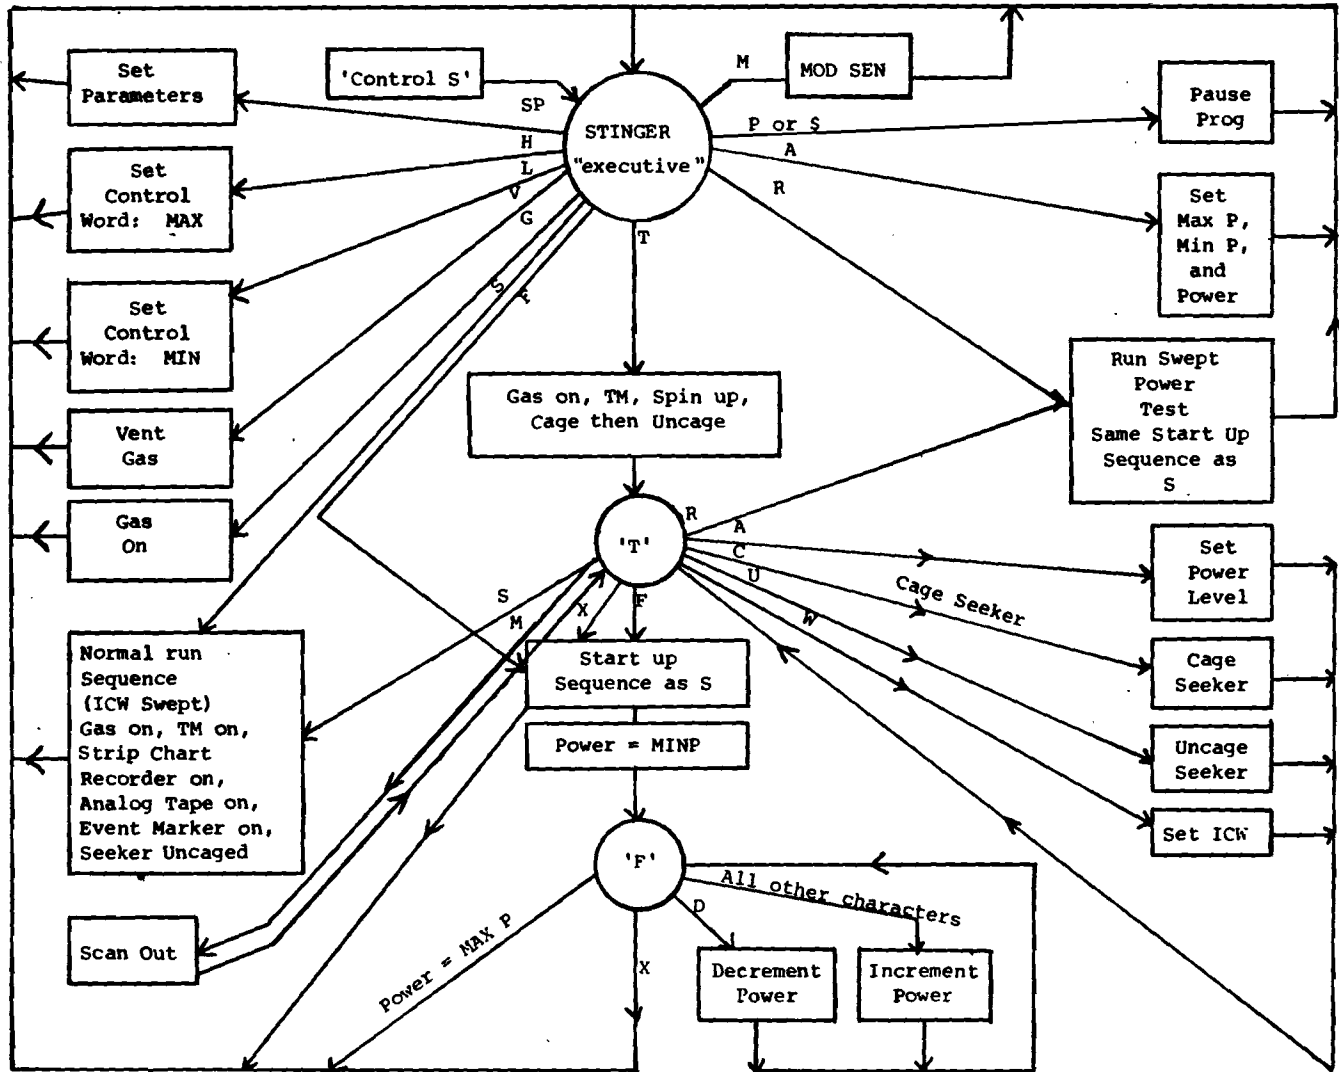 'Control S'
M
MOD SEN
Set
Parameters
SP
STINGER
"executive"
P or $
A
R
Pause
Prog
H
L
V
G
Set
Control
Word: MAX
Set
Max P,
Min P,
and
Power
T
S
F
Set
Control
Word: MIN
Run Swept
Power
Test
Same Start Up
Sequence as
S
Gas on, TM, Spin up,
Cage then Uncage
Vent
Gas
Gas
On
'T'
R
A
C
U
W
Cage Seeker
Set
Power
Level
S
M
X
F
Normal run
Sequence
(ICW Swept)
Gas on, TM on,
Strip Chart
Recorder on,
Analog Tape on,
Event Marker on,
Seeker Uncaged
Start up
Sequence as S
Power = MINP
Cage
Seeker
Uncage
Seeker
Set ICW
'F'
All other characters
D
X
Power = MAX P
Scan Out
Decrement
Power
Increment
Power